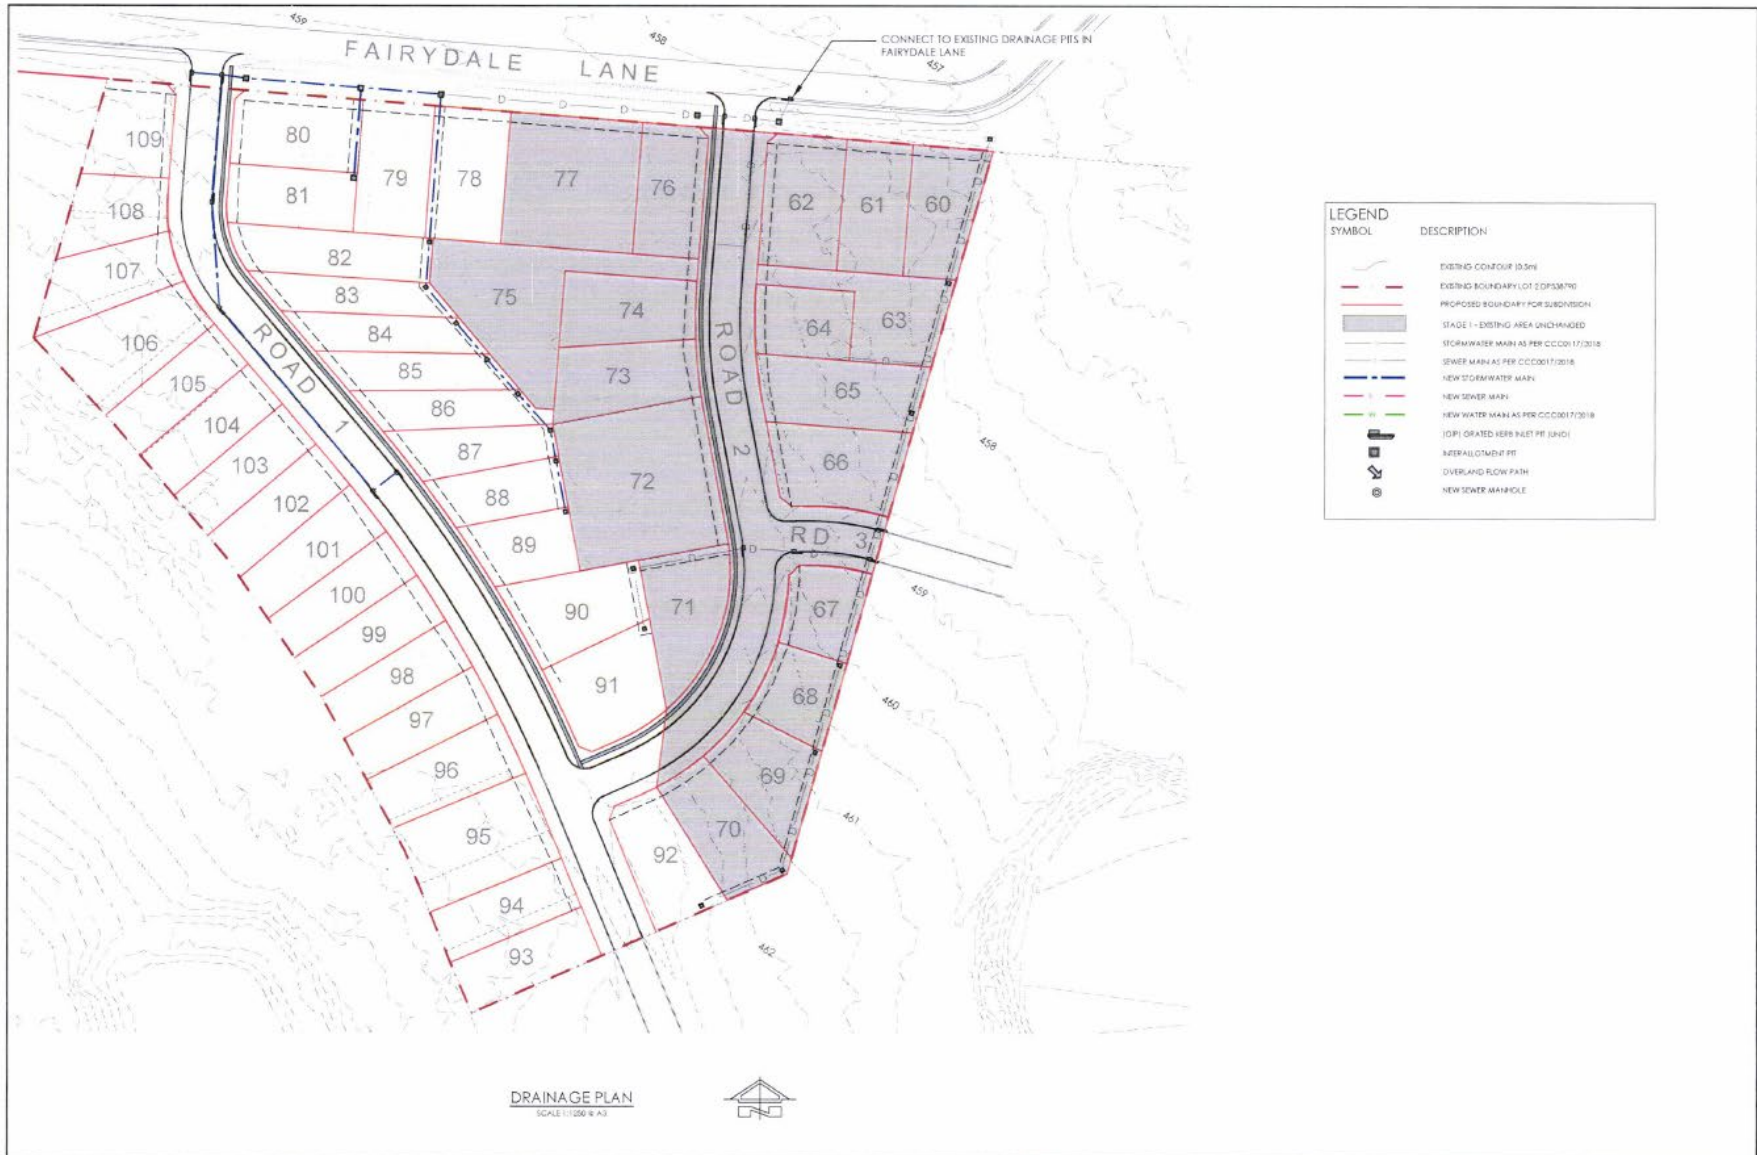 459
458
457
FAIRYDALE LANE
CONNECT TO EXISTING DRAINAGE PITS IN
FAIRYDALE LANE
109
80
81
79
78
77
76
62
61
60
108
107
82
83
84
85
86
87
88
89
90
91
75
74
73
72
71
64
63
65
66
67
68
69
70
92
106
105
104
103
102
101
100
99
98
97
96
95
94
93
ROAD 1
ROAD 2
RD 3
458
459
460
461
462
LEGEND
SYMBOL DESCRIPTION
EXISTING CONTOUR (0.5m)
EXISTING BOUNDARY LOT 2 DP538790
PROPOSED BOUNDARY FOR SUBDIVISION
STAGE 1 - EXISTING AREA UNCHANGED
STORMWATER MAIN AS PER CCC0117/2018
SEWER MAIN AS PER CCC0017/2018
NEW STORMWATER MAIN
NEW SEWER MAIN
NEW WATER MAIN AS PER CCC0017/2018
(GIP) GRATED KERB INLET PIT (UNO)
INTERALLOTMENT PIT
OVERLAND FLOW PATH
NEW SEWER MANHOLE
DRAINAGE PLAN
SCALE 1:1250 @ A3
N